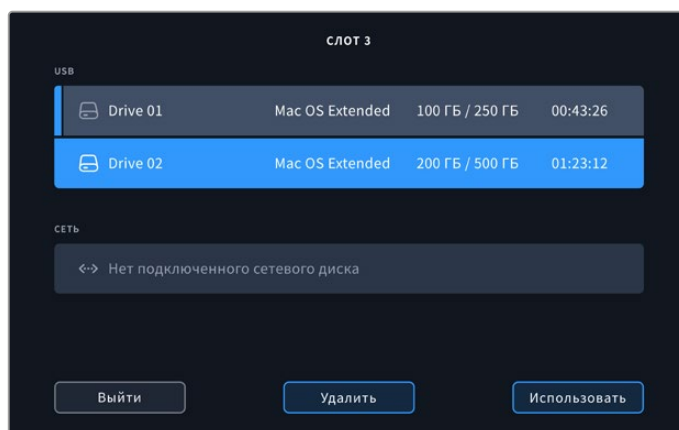 СЛОТ 3
USB
Drive 01 Mac OS Extended 100 ГБ / 250 ГБ 00:43:26
Drive 02 Mac OS Extended 200 ГБ / 500 ГБ 01:23:12
СЕТЬ
Нет подключенного сетевого диска
Выйти Удалить Использовать